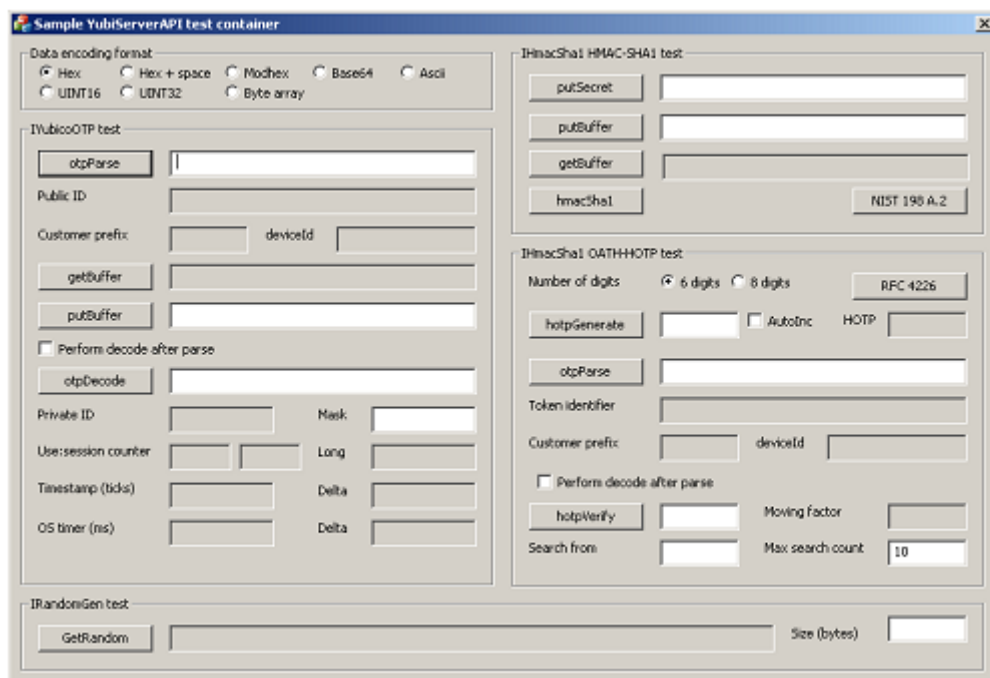 Sample YubiServerAPI test container
Data encoding format
Hex Hex + space Modhex Base64 Ascii
UINT16 UINT32 Byte array
IYubicoOTP test
otpParse
Public ID
Customer prefix deviceId
getBuffer
putBuffer
Perform decode after parse
otpDecode
Private ID Mask
Use:session counter Long
Timestamp (ticks) Delta
OS timer (ms) Delta
IHmacSha1 HMAC-SHA1 test
putSecret
putBuffer
getBuffer
hmacSha1 NIST 198 A.2
IHmacSha1 OATH-HOTP test
Number of digits 6 digits 8 digits RFC 4226
hotpGenerate AutoInc HOTP
otpParse
Token identifier
Customer prefix deviceId
Perform decode after parse
hotpVerify Moving factor
Search from Max search count 10
IRandomGen test
GetRandom Size (bytes)